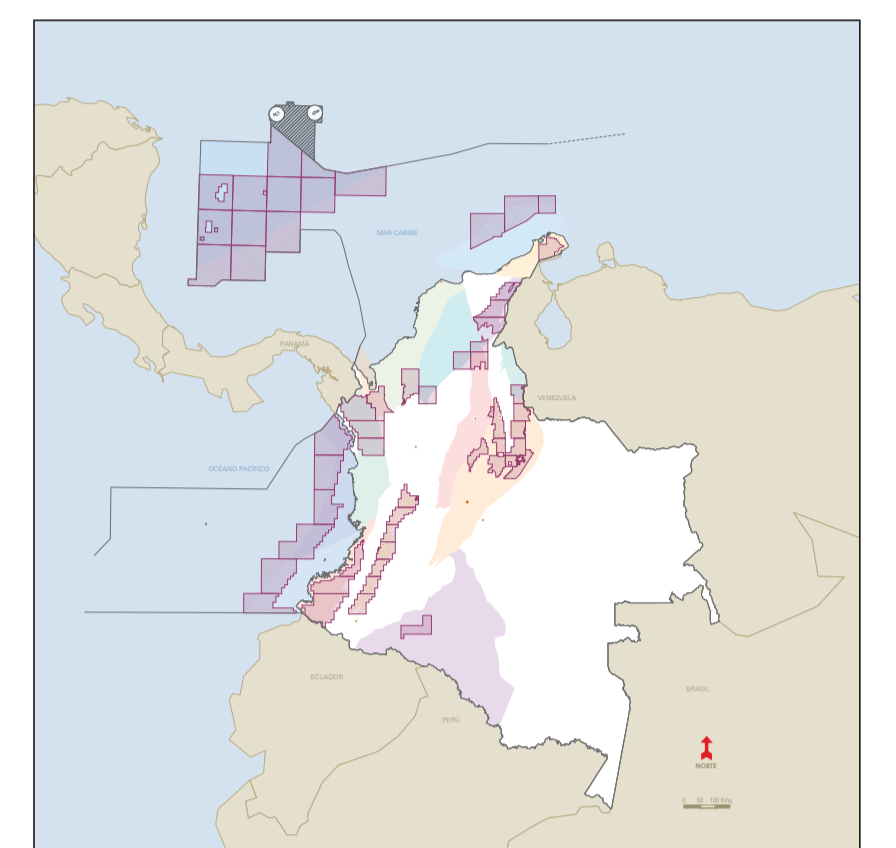 MAR CARIBE
PANAMÁ
VENEZUELA
OCÉANO PACÍFICO
ECUADOR
BRASIL
PERÚ
NORTE
0 50 100 Kms.